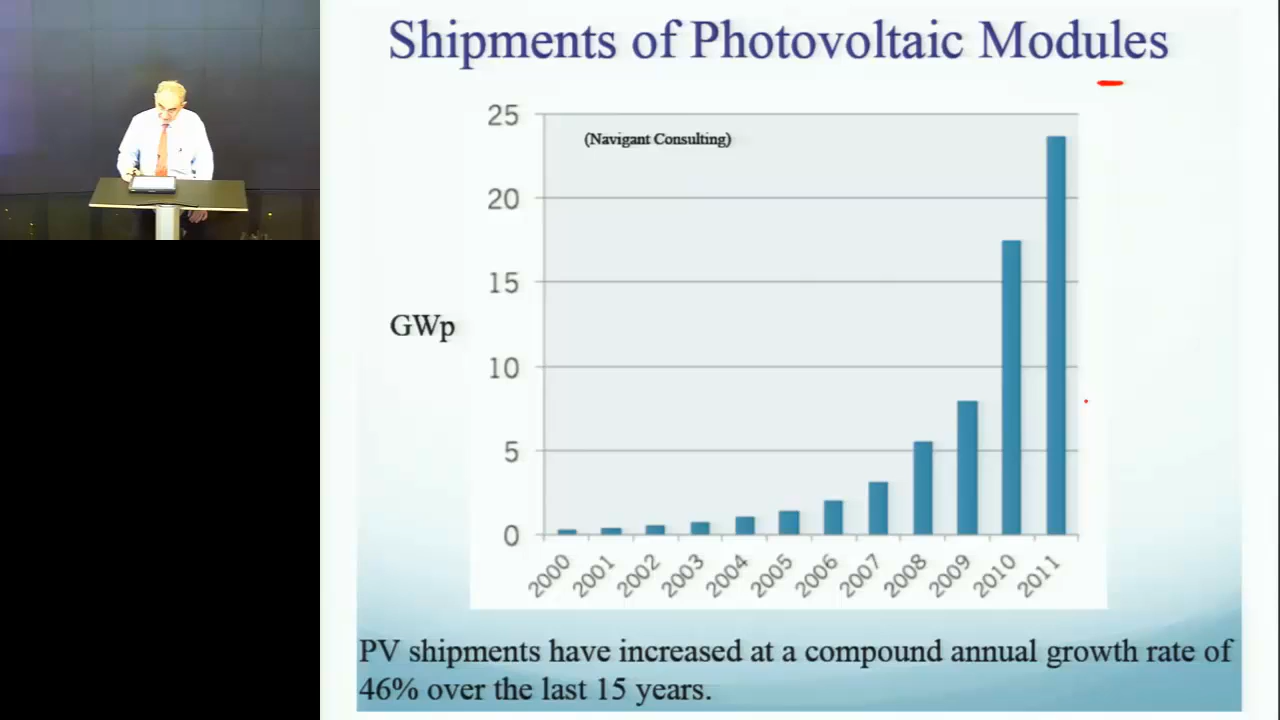 Shipments of Photovoltaic Modules
25
(Navigant Consulting)
20
15
GWp
10
5
0
2000 2001 2002 2003 2004 2005 2006 2007 2008 2009 2010 2011
PV shipments have increased at a compound annual growth rate of
46% over the last 15 years.